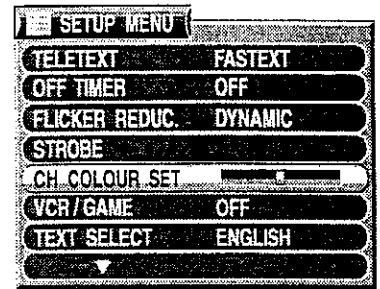 SETUP MENU
TELETEXT FASTEXT
OFF TIMER OFF
FLICKER REDUC. DYNAMIC
STROBE
CH COLOUR SET
VCR/GAME OFF
TEXT SELECT ENGLISH